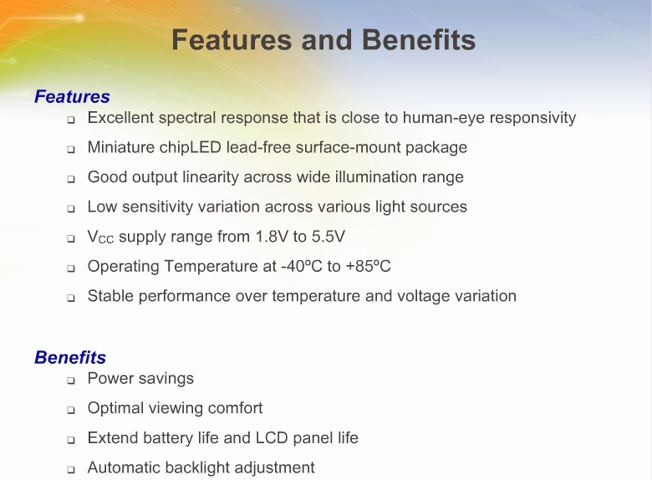 Features and Benefits
Features
❑ Excellent spectral response that is close to human-eye responsivity
❑ Miniature chipLED lead-free surface-mount package
❑ Good output linearity across wide illumination range
❑ Low sensitivity variation across various light sources
❑ VCC supply range from 1.8V to 5.5V
❑ Operating Temperature at -40ºC to +85ºC
❑ Stable performance over temperature and voltage variation
Benefits
❑ Power savings
❑ Optimal viewing comfort
❑ Extend battery life and LCD panel life
❑ Automatic backlight adjustment